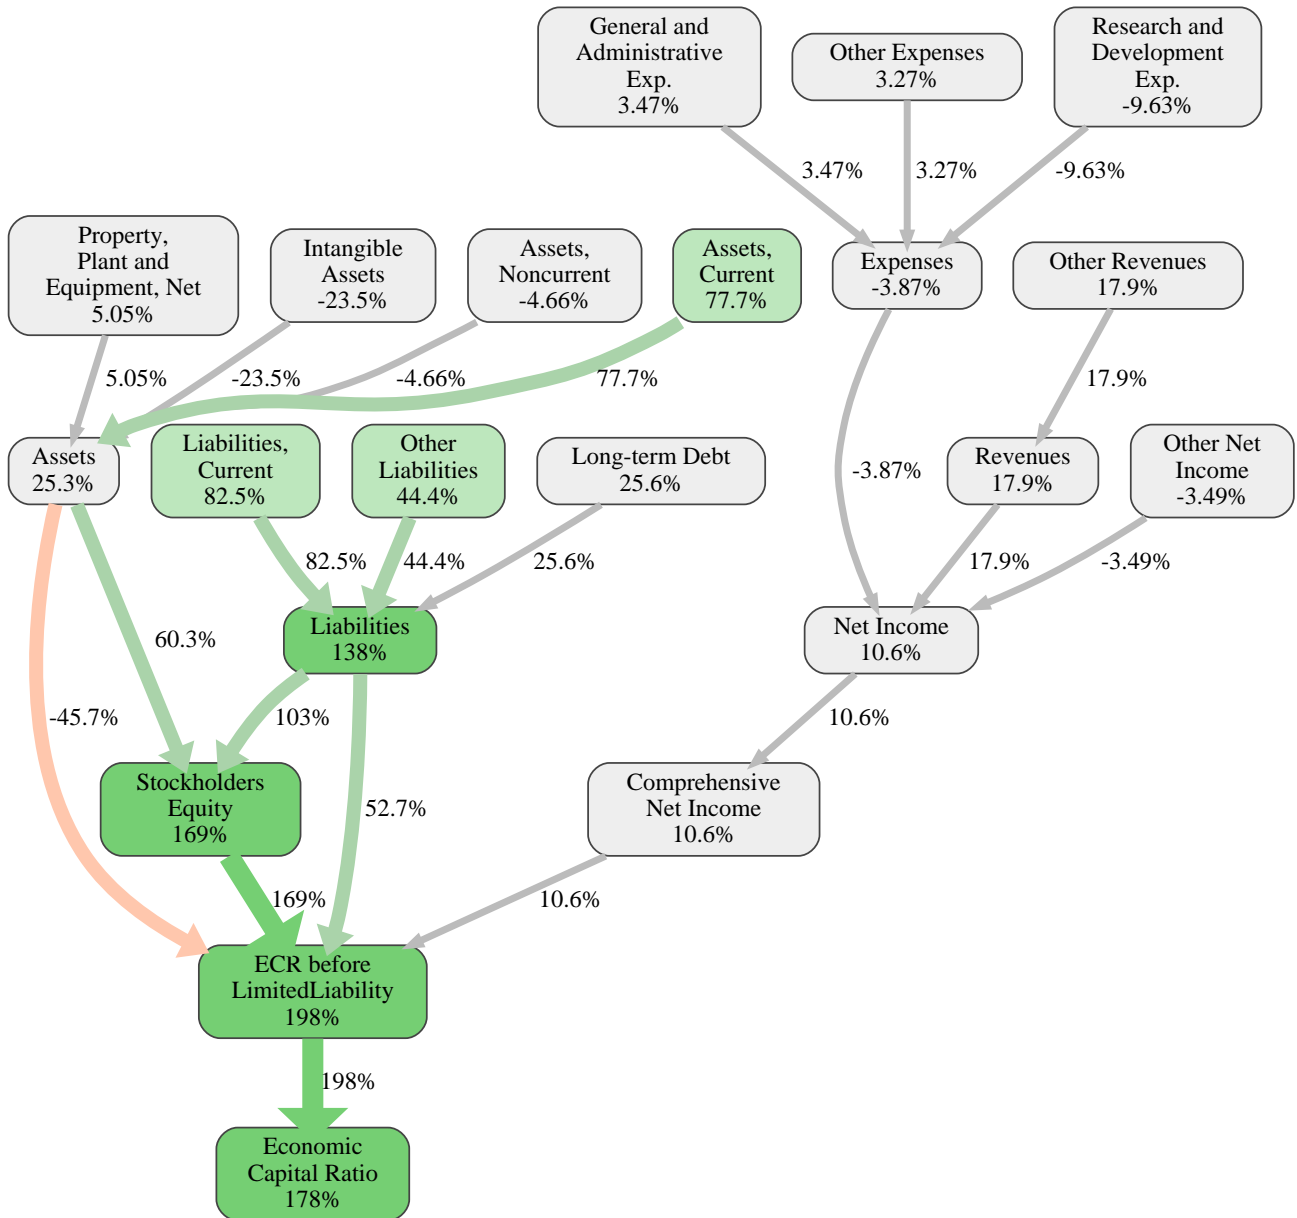 General and
Administrative
Exp.
3.47%
Other Expenses
3.27%
Research and
Development
Exp.
-9.63%
3.47%
3.27%
-9.63%
Property,
Plant and
Equipment, Net
5.05%
Intangible
Assets
-23.5%
Assets,
Noncurrent
-4.66%
Assets,
Current
77.7%
Expenses
-3.87%
Other Revenues
17.9%
5.05%
-23.5%
-4.66%
77.7%
17.9%
Assets
25.3%
Liabilities,
Current
82.5%
Other
Liabilities
44.4%
Long-term Debt
25.6%
-3.87%
Revenues
17.9%
Other Net
Income
-3.49%
82.5%
44.4%
25.6%
17.9%
-3.49%
60.3%
Liabilities
138%
Net Income
10.6%
-45.7%
103%
10.6%
Stockholders
Equity
169%
52.7%
Comprehensive
Net Income
10.6%
169%
10.6%
ECR before
LimitedLiability
198%
198%
Economic
Capital Ratio
178%